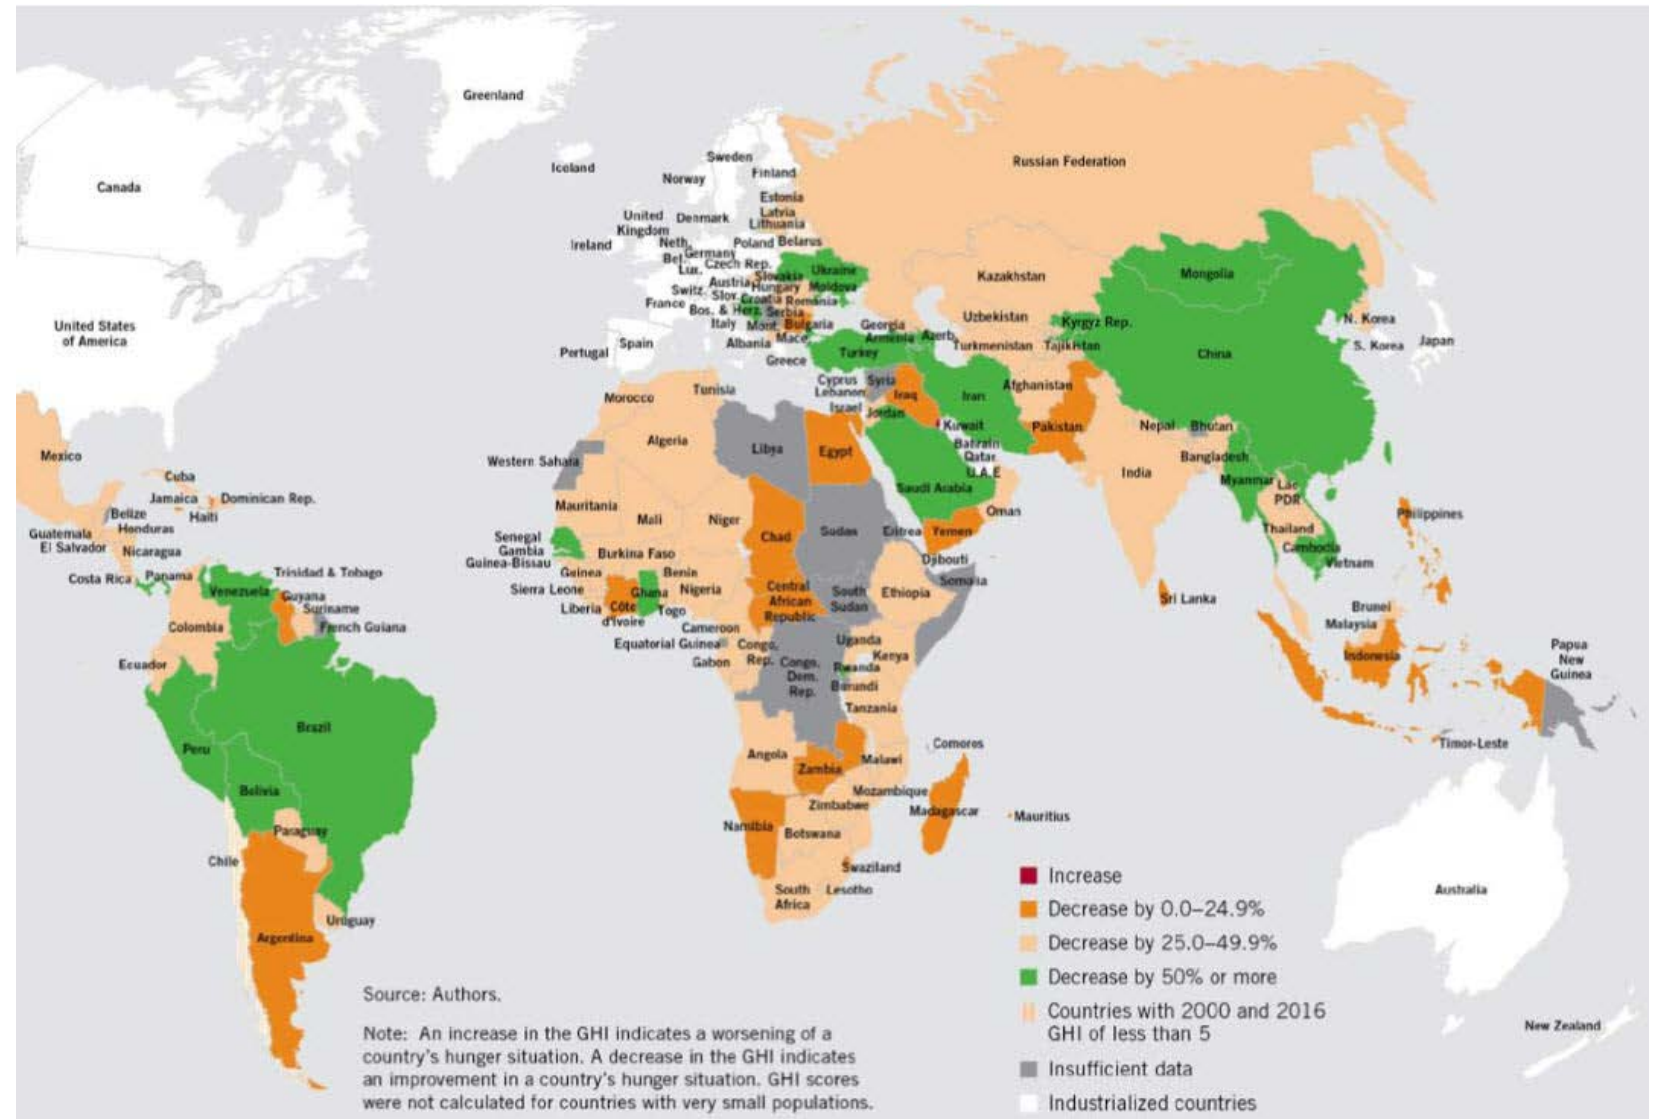 Greenland
Canada
Iceland
Sweden
Norway
Finland
Russian Federation
Estonia
Latvia
Lithuania
United
Kingdom
Denmark
Ireland
Neth.
Germany
Poland
Belarus
Bel.
Lux.
Czech Rep.
Slovakia
Ukraine
Austria
Hungary
Moldova
Switz.
Slov.
Croatia
Romania
France
Bos. & Herz.
Serbia
Italy
Mont.
Bulgaria
Albania
Mace.
Greece
Spain
Portugal
United States
of America
Kazakhstan
Mongolia
Uzbekistan
Kyrgyz Rep.
Georgia
Armenia
Azerb.
Turkmenistan
Tajikistan
Turkey
China
N. Korea
S. Korea
Japan
Cyprus
Syria
Lebanon
Israel
Iraq
Jordan
Iran
Afghanistan
Kuwait
Pakistan
Bahrain
Qatar
U.A.E
Saudi Arabia
Oman
Yemen
Nepal
Bhutan
Bangladesh
India
Myanmar
Lao
PDR
Thailand
Cambodia
Vietnam
Philippines
Sri Lanka
Brunei
Malaysia
Indonesia
Papua
New
Guinea
Timor-Leste
Mexico
Cuba
Jamaica
Dominican Rep.
Haiti
Belize
Honduras
Guatemala
El Salvador
Nicaragua
Costa Rica
Panama
Trinidad & Tobago
Venezuela
Guyana
Suriname
French Guiana
Colombia
Ecuador
Brazil
Peru
Bolivia
Paraguay
Chile
Uruguay
Argentina
Tunisia
Morocco
Algeria
Libya
Egypt
Western Sahara
Mauritania
Mali
Niger
Chad
Sudan
Eritrea
Senegal
Gambia
Guinea-Bissau
Burkina Faso
Djibouti
Guinea
Benin
Somalia
Sierra Leone
Ghana
Nigeria
Central
African
Republic
South
Sudan
Ethiopia
Liberia
Côte
d'Ivoire
Togo
Cameroon
Equatorial Guinea
Gabon
Congo,
Rep.
Congo,
Dem.
Rep.
Uganda
Kenya
Rwanda
Burundi
Tanzania
Comoros
Angola
Zambia
Malawi
Mozambique
Zimbabwe
Madagascar
Mauritius
Namibia
Botswana
Swaziland
South
Africa
Lesotho
Australia
New Zealand
Increase
Decrease by 0.0–24.9%
Decrease by 25.0–49.9%
Decrease by 50% or more
Countries with 2000 and 2016
GHI of less than 5
Insufficient data
Industrialized countries
Source: Authors.
Note: An increase in the GHI indicates a worsening of a
country's hunger situation. A decrease in the GHI indicates
an improvement in a country's hunger situation. GHI scores
were not calculated for countries with very small populations.